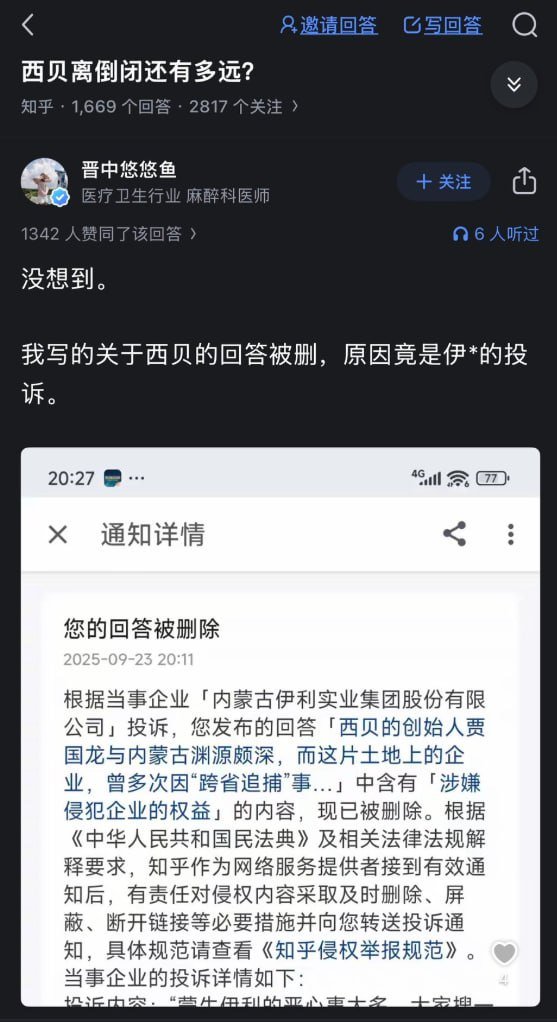 邀请回答 写回答
西贝离倒闭还有多远?
知乎 · 1,669 个回答 · 2817 个关注 >
晋中悠悠鱼
医疗卫生行业 麻醉科医师
+ 关注
1342 人赞同了该回答 >
6 人听过
没想到。
我写的关于西贝的回答被删，原因竟是伊*的投
诉。
20:27 ··· 4G 6 77
通知详情
您的回答被删除
2025-09-23 20:11
根据当事企业「内蒙古伊利实业集团股份有限
公司」投诉，您发布的回答「西贝的创始人贾
国龙与内蒙古渊源颇深，而这片土地上的企
业，曾多次因“跨省追捕”事...」中含有「涉嫌
侵犯企业的权益」的内容，现已被删除。根据
《中华人民共和国民法典》及相关法律法规解
释要求，知乎作为网络服务提供者接到有效通
知后，有责任对侵权内容采取及时删除、屏
蔽、断开链接等必要措施并向您转送投诉通
知，具体规范请查看《知乎侵权举报规范》。
当事企业的投诉详情如下：
投诉内容：“蒙牛伊利的恶心事太多，大家搜一
4